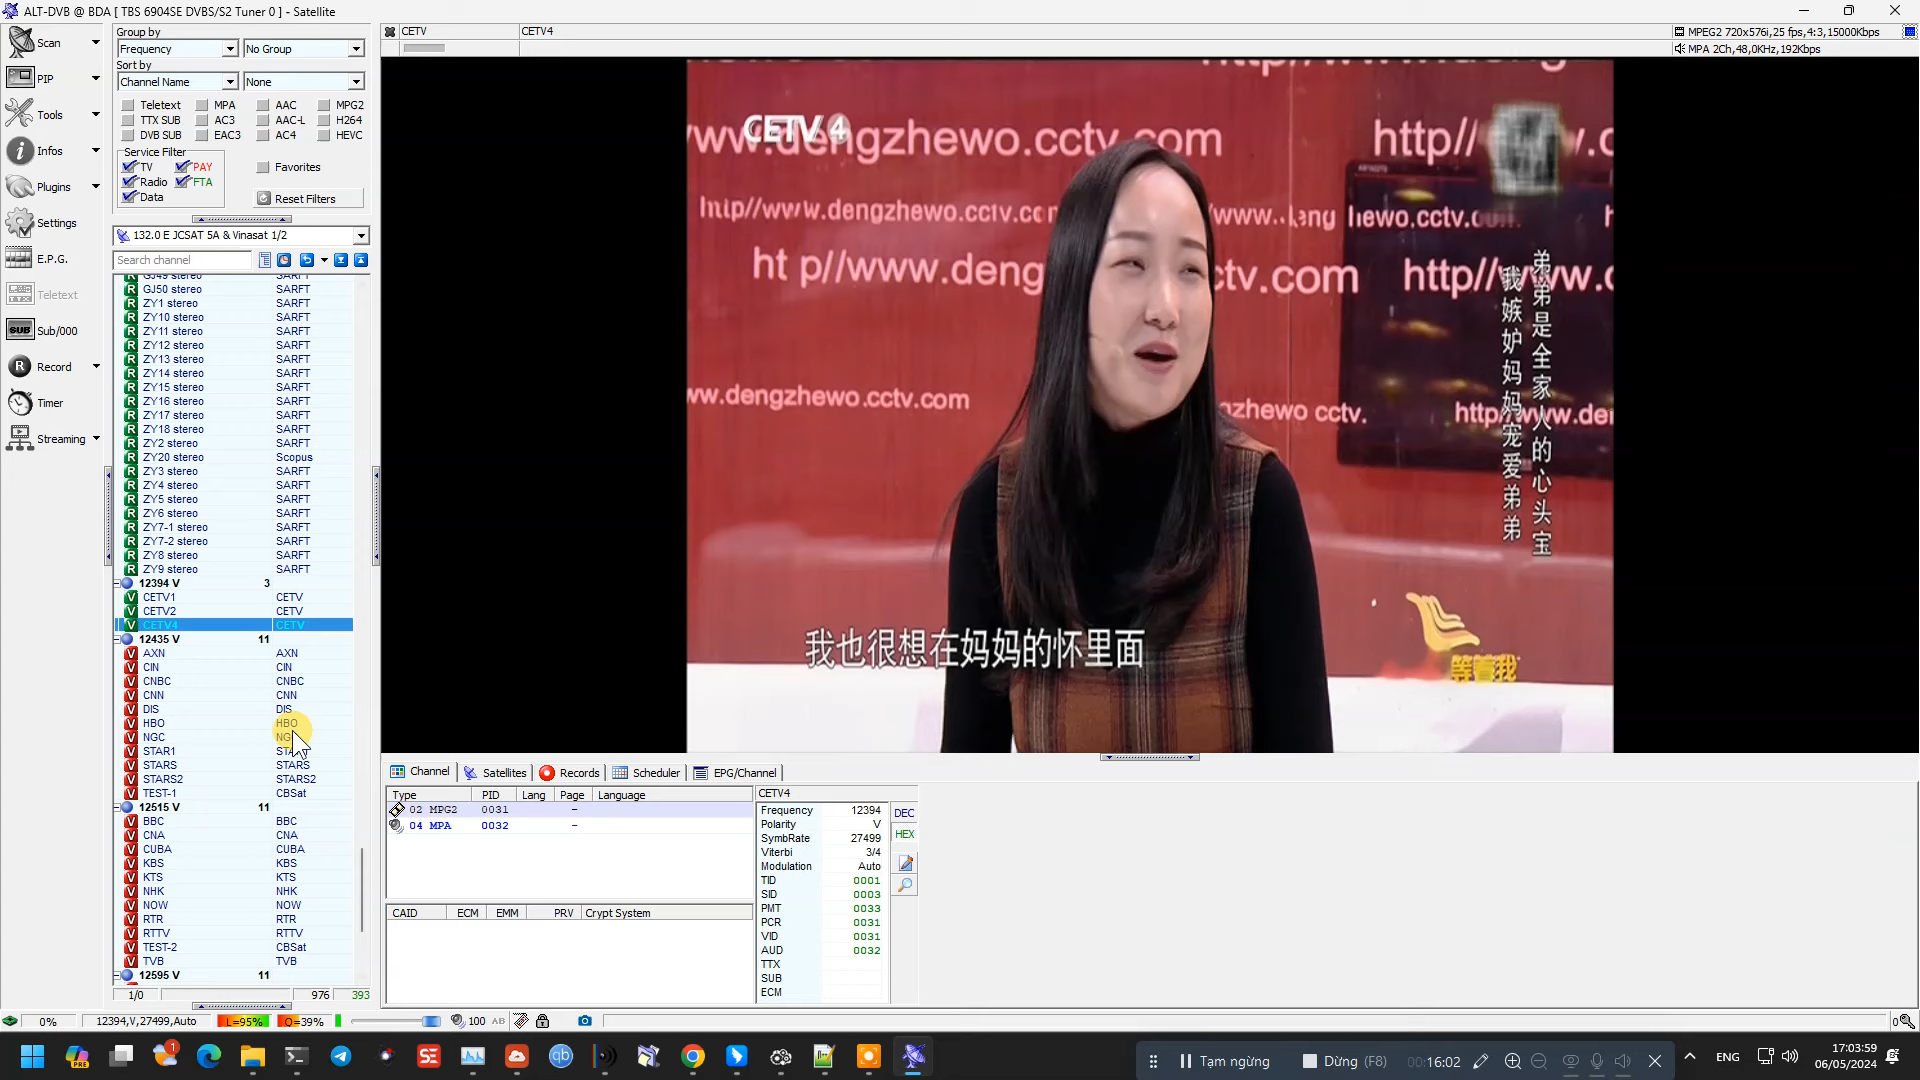 ALT-DVB @ BDA [ TBS 6904SE DVBS/S2 Tuner 0 ] - Satellite
Scan
PIP
Tools
Infos
Plugins
Settings
E.P.G.
Teletext
Sub/000
Record
Timer
Streaming
Group by
Frequency
No Group
Sort by
Channel Name
None
Teletext MPA AAC MPG2
TTX SUB AC3 AAC-L H264
DVB SUB EAC3 AC4 HEVC
Service Filter
TV PAY
Radio FTA
Data
Favorites
Reset Filters
132.0 E JCSAT 5A & Vinasat 1/2
Search channel
GJ49 stereo SARFT
GJ50 stereo SARFT
ZY1 stereo SARFT
ZY10 stereo SARFT
ZY11 stereo SARFT
ZY12 stereo SARFT
ZY13 stereo SARFT
ZY14 stereo SARFT
ZY15 stereo SARFT
ZY16 stereo SARFT
ZY17 stereo SARFT
ZY18 stereo SARFT
ZY2 stereo SARFT
ZY20 stereo Scopus
ZY3 stereo SARFT
ZY4 stereo SARFT
ZY5 stereo SARFT
ZY6 stereo SARFT
ZY7-1 stereo SARFT
ZY7-2 stereo SARFT
ZY8 stereo SARFT
ZY9 stereo SARFT
12394 V 3
CETV1 CETV
CETV2 CETV
CETV4 CETV
12435 V 11
AXN AXN
CIN CIN
CNBC CNBC
CNN CNN
DIS DIS
HBO HBO
NGC
STAR1
STARS STARS
STARS2 STARS2
TEST-1 CBSat
12515 V 11
BBC BBC
CNA CNA
CUBA CUBA
KBS KBS
KTS KTS
NHK NHK
NOW NOW
RTR RTR
RTTV RTTV
TEST-2 CBSat
TVB TVB
12595 V 11
1/0 976 393
CETV CETV4
MPEG2 720x576i,25 fps,4:3,15000Kbps
MPA 2Ch,48,0KHz,192Kbps
CETV 4
www.dengzhewo.cctv.com
http//
http//www.dengzhewo.cctv.com
弟弟是全家人的心头宝
我嫉妒妈妈宠爱弟弟
我也很想在妈妈的怀里面
等着我
Channel Satellites Records Scheduler EPG/Channel
Type PID Lang Page Language
02 MPG2 0031 –
04 MPA 0032 –
CAID ECM EMM PRV Crypt System
CETV4
Frequency 12394
Polarity V
SymbRate 27499
Viterbi 3/4
Modulation Auto
TID 0001
SID 0003
PMT 0033
PCR 0031
VID 0031
AUD 0032
TTX
SUB
ECM
DEC
HEX
0% 12394,V,27499,Auto L=95% Q=39% 100 AB
0
Tạm ngừng Dừng (F8) 00:16:02
ENG
17:03:59
06/05/2024